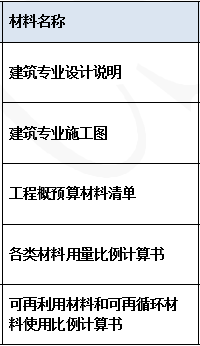 材料名称
建筑专业设计说明
建筑专业施工图
工程概预算材料清单
各类材料用量比例计算书
可再利用材料和可再循环材
料使用比例计算书